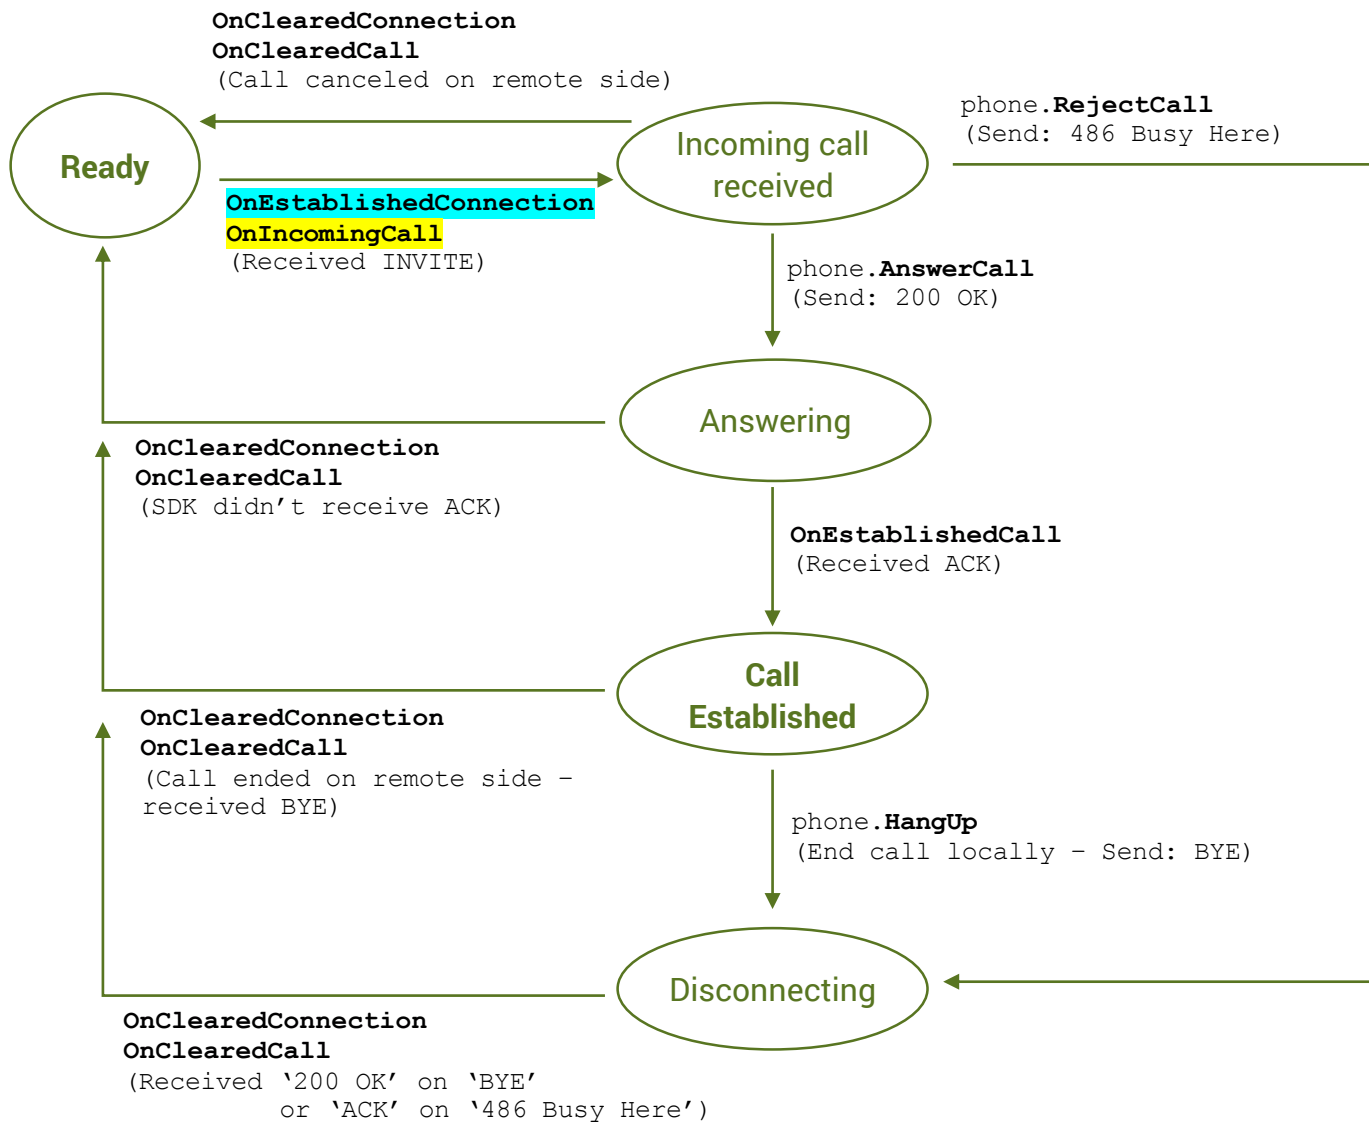 OnClearedConnection
OnClearedCall
(Call canceled on remote side)
phone.RejectCall
(Send: 486 Busy Here)
Ready
Incoming call
received
OnEstablishedConnection
OnIncomingCall
(Received INVITE)
phone.AnswerCall
(Send: 200 OK)
Answering
OnClearedConnection
OnClearedCall
(SDK didn’t receive ACK)
OnEstablishedCall
(Received ACK)
Call
Established
OnClearedConnection
OnClearedCall
(Call ended on remote side –
received BYE)
phone.HangUp
(End call locally – Send: BYE)
Disconnecting
OnClearedConnection
OnClearedCall
(Received ‘200 OK’ on ‘BYE’
or ‘ACK’ on ‘486 Busy Here’)